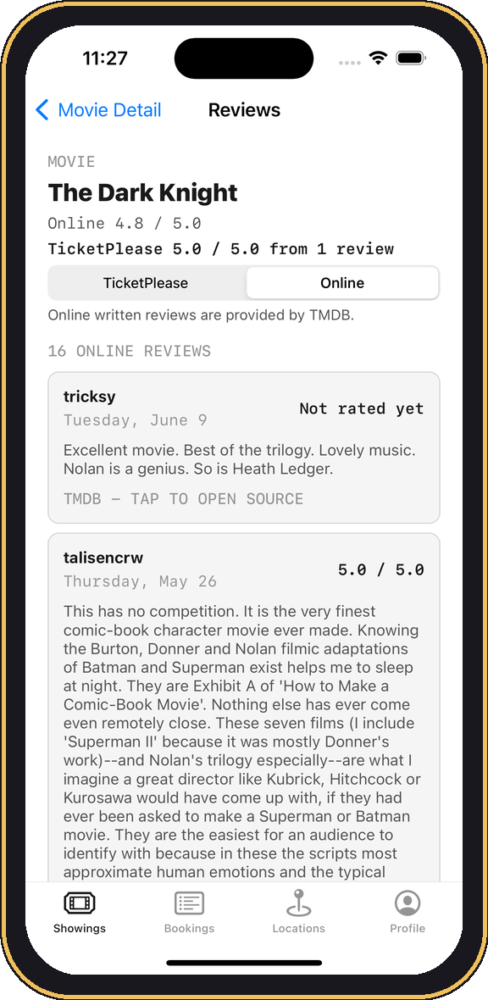 11:27
Movie Detail
Reviews
MOVIE
The Dark Knight
Online 4.8 / 5.0
TicketPlease 5.0 / 5.0 from 1 review
TicketPlease
Online
Online written reviews are provided by TMDB.
16 ONLINE REVIEWS
tricksy
Not rated yet
Tuesday, June 9
Excellent movie. Best of the trilogy. Lovely music.
Nolan is a genius. So is Heath Ledger.
TMDB – TAP TO OPEN SOURCE
talisencrw
5.0 / 5.0
Thursday, May 26
This has no competition. It is the very finest
comic-book character movie ever made. Knowing
the Burton, Donner and Nolan filmic adaptations
of Batman and Superman exist helps me to sleep
at night. They are Exhibit A of 'How to Make a
Comic-Book Movie'. Nothing else has ever come
even remotely close. These seven films (I include
'Superman II' because it was mostly Donner's
work)--and Nolan's trilogy especially--are what I
imagine a great director like Kubrick, Hitchcock or
Kurosawa would have come up with, if they had
ever been asked to make a Superman or Batman
movie. They are the easiest for an audience to
identify with because in these the scripts most
approximate human emotions and the typical
Showings
Bookings
Locations
Profile